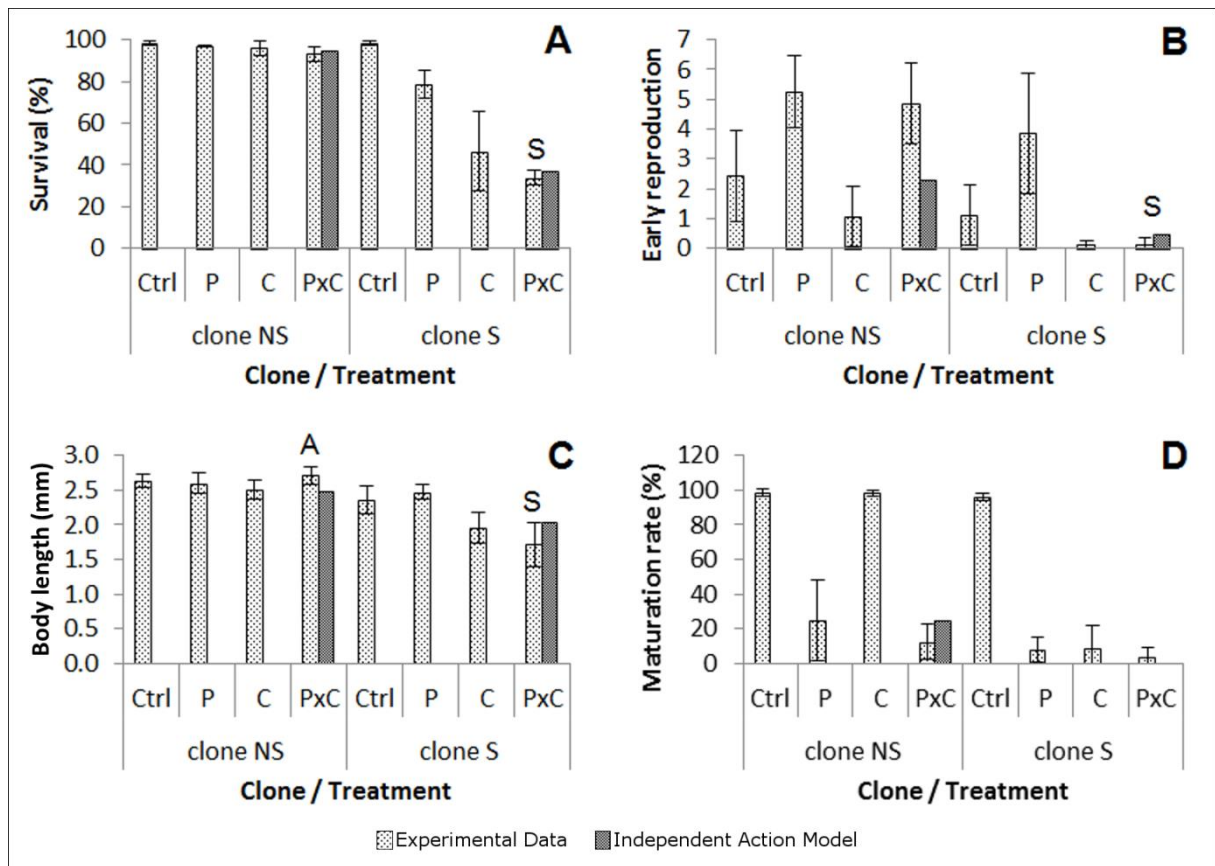 A
Survival (%)
100
80
60
40
20
0
S
Ctrl P C PxC Ctrl P C PxC
clone NS clone S
Clone / Treatment
B
Early reproduction
7
6
5
4
3
2
1
0
S
Ctrl P C PxC Ctrl P C PxC
clone NS clone S
Clone / Treatment
C
Body length (mm)
3.0
2.5
2.0
1.5
1.0
0.5
0.0
A
S
Ctrl P C PxC Ctrl P C PxC
clone NS clone S
Clone / Treatment
D
Maturation rate (%)
120
100
80
60
40
20
0
Ctrl P C PxC Ctrl P C PxC
clone NS clone S
Clone / Treatment
Experimental Data Independent Action Model